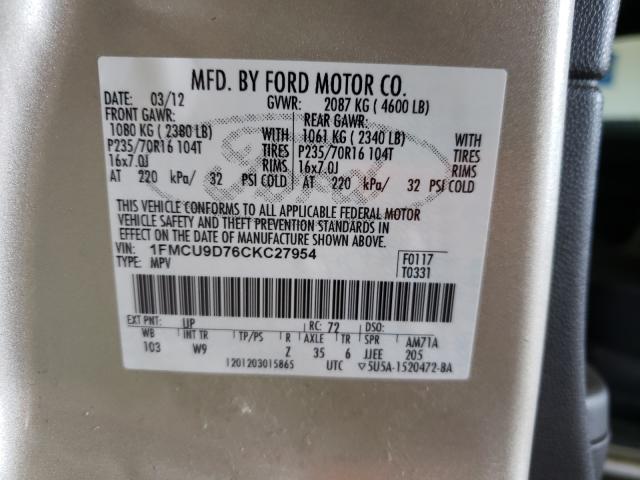 MFD. BY FORD MOTOR CO.
DATE: 03/12 GVWR: 2087 KG ( 4600 LB)
FRONT GAWR: REAR GAWR:
1080 KG ( 2380 LB) WITH 1061 KG ( 2340 LB) WITH
P235/70R16 104T TIRES P235/70R16 104T TIRES
16x7.0J RIMS 16x7.0J RIMS
AT 220 kPa/ 32 PSI COLD AT 220 kPa/ 32 PSI COLD
Ford
THIS VEHICLE CONFORMS TO ALL APPLICABLE FEDERAL MOTOR
VEHICLE SAFETY AND THEFT PREVENTION STANDARDS IN
EFFECT ON THE DATE OF MANUFACTURE SHOWN ABOVE.
VIN: 1FMCU9D76CKC27954 F0117
TYPE: MPV T0331
EXT PNT: UP RC: 72 DSO:
WB INT TR TP/PS R AXLE TR SPR AM71A
103 W9 Z 35 6 JJEE 205
1201203015865 UTC ▽5U5A-1520472-BA